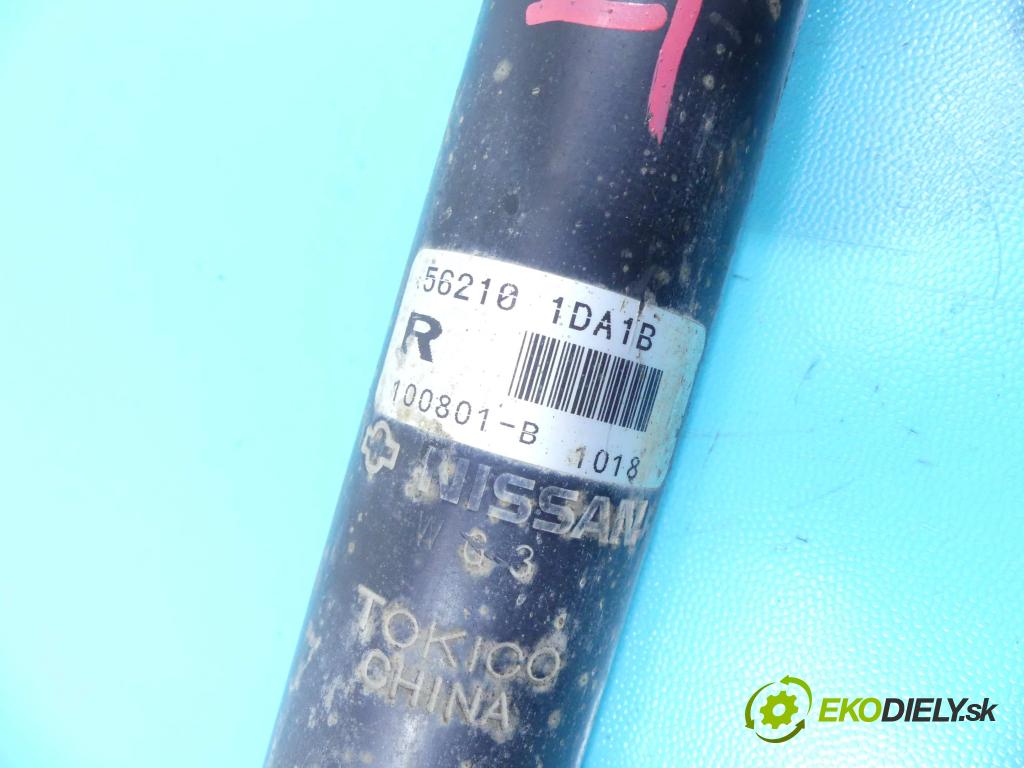 56210 1DA1B
R
100801-B 1018
NISSAN
W G-3
TOKICO
CHINA
EKODIELY.sk